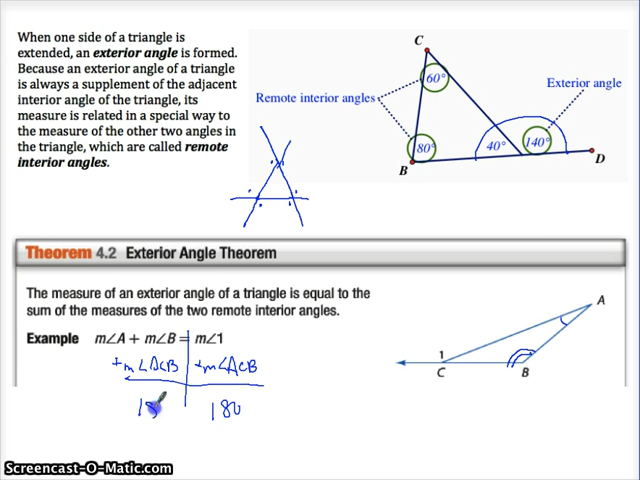 When one side of a triangle is
extended, an exterior angle is formed.
Because an exterior angle of a triangle
is always a supplement of the adjacent
interior angle of the triangle, its
measure is related in a special way to
the measure of the other two angles in
the triangle, which are called remote
interior angles.
C
60°
Exterior angle
Remote interior angles
80°
40°
140°
B
D
Theorem 4.2 Exterior Angle Theorem
The measure of an exterior angle of a triangle is equal to the
sum of the measures of the two remote interior angles.
Example m∠A + m∠B = m∠1
+m∠ACB +m∠ACB
180
A
1
C
B
Screencast-O-Matic.com